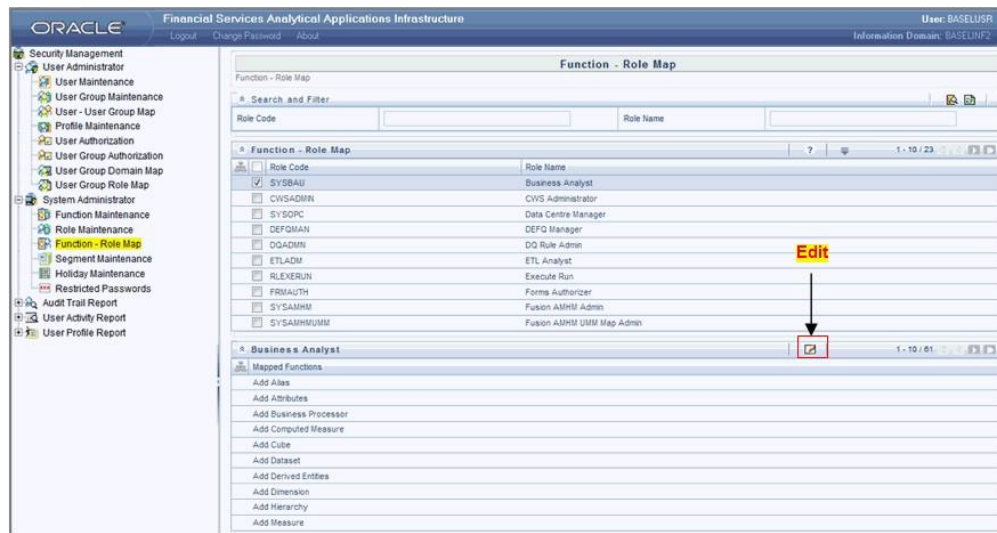 ORACLE
Financial Services Analytical Applications Infrastructure
User: BASELUSR
Logout Change Password About
Information Domain: BASELINF2
Security Management
User Administrator
User Maintenance
User Group Maintenance
User - User Group Map
Profile Maintenance
User Authorization
User Group Authorization
User Group Domain Map
User Group Role Map
System Administrator
Function Maintenance
Role Maintenance
Function - Role Map
Segment Maintenance
Holiday Maintenance
Restricted Passwords
Audit Trail Report
User Activity Report
User Profile Report
Function - Role Map
Function - Role Map
Search and Filter
Role Code Role Name
Function - Role Map ? 1 - 10 / 23
Role Code Role Name
SYSBAU Business Analyst
CWSADMIN CWS Administrator
SYSOPC Data Centre Manager
DEFQMAN DEFQ Manager
DQADMN DQ Rule Admin
ETLADM ETL Analyst
RLEXERUN Execute Run
FRMAUTH Forms Authorizer
SYSAMHM Fusion AMHM Admin
SYSAMHMUMM Fusion AMHM UMM Map Admin
Edit
Business Analyst 1 - 10 / 61
Mapped Functions
Add Alias
Add Attributes
Add Business Processor
Add Computed Measure
Add Cube
Add Dataset
Add Derived Entities
Add Dimension
Add Hierarchy
Add Measure